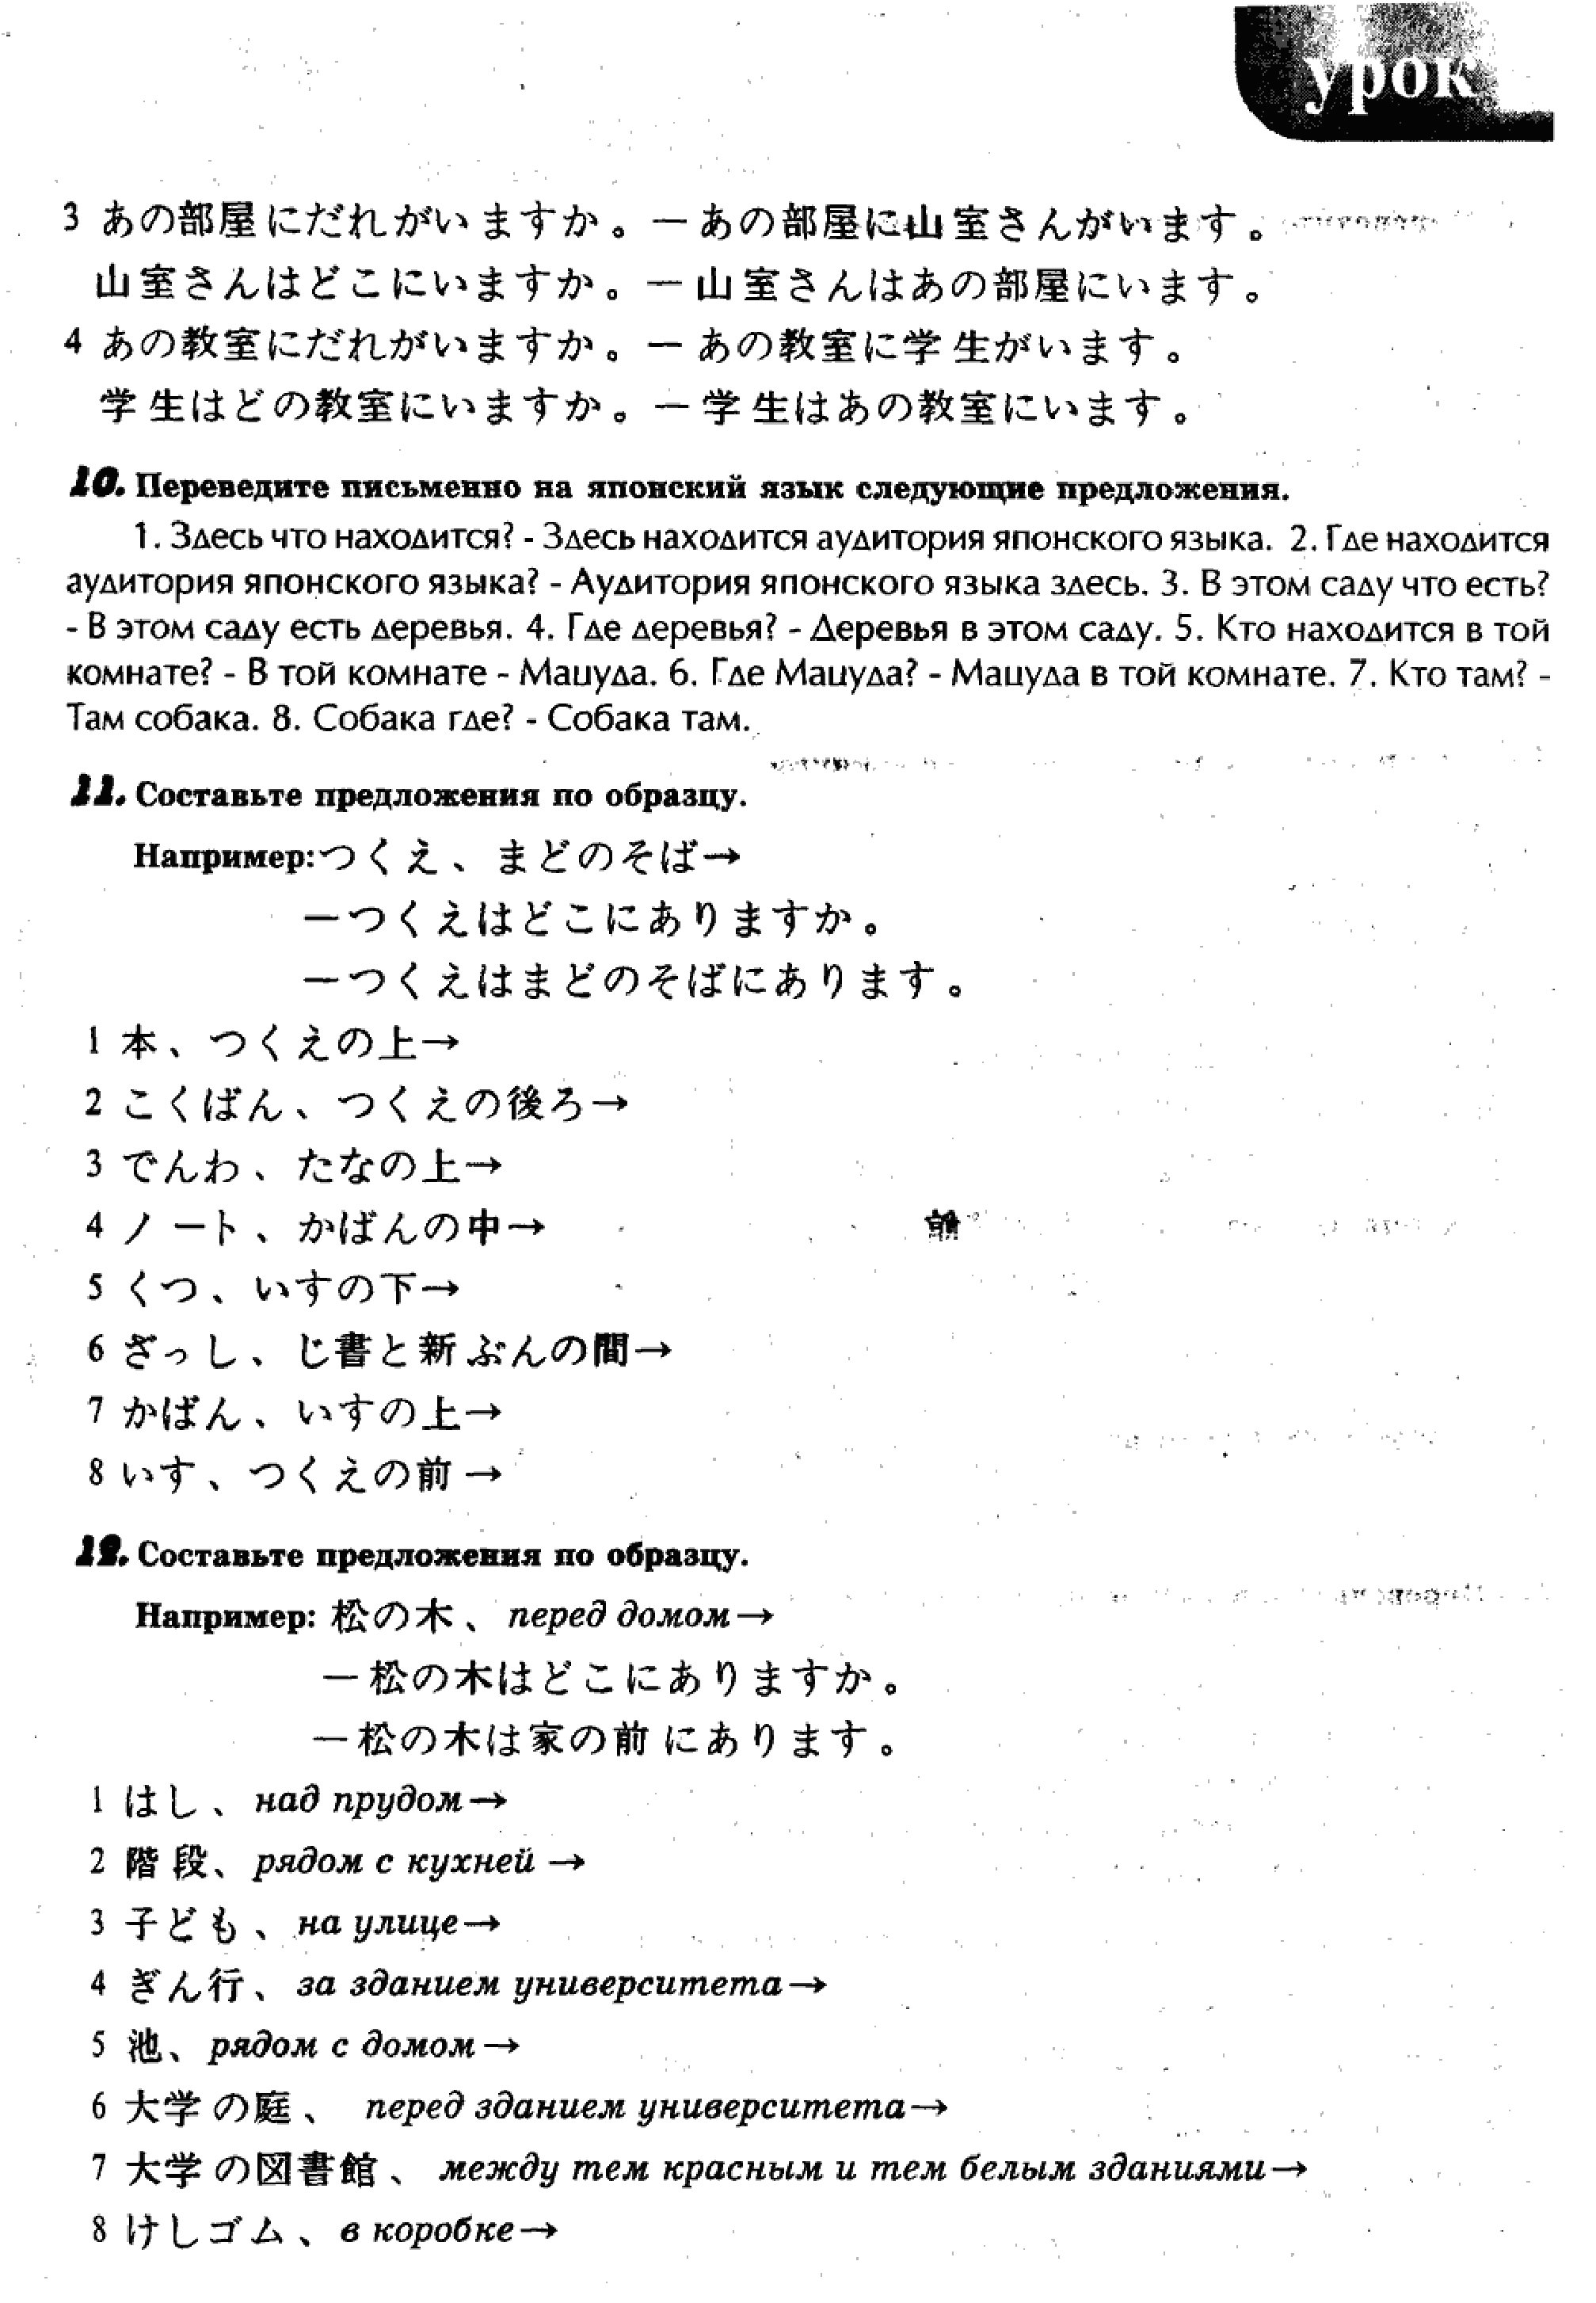 урок
3 あの部屋にだれがいますか。ーあの部屋に山室さんがいます。
山室さんはどこにいますか。ー山室さんはあの部屋にいます。
4 あの教室にだれがいますか。ーあの教室に学生がいます。
学生はどの教室にいますか。ー学生はあの教室にいます。
10. Переведите письменно на японский язык следующие предложения.
1. Здесь что находится? - Здесь находится аудитория японского языка. 2. Где находится
аудитория японского языка? - Аудитория японского языка здесь. 3. В этом саду что есть?
- В этом саду есть деревья. 4. Где деревья? - Деревья в этом саду. 5. Кто находится в той
комнате? - В той комнате - Мацуда. 6. Где Мацуда? - Мацуда в той комнате. 7. Кто там? -
Там собака. 8. Собака где? - Собака там.
11. Составьте предложения по образцу.
Например:つくえ、まどのそば→
ーつくえはどこにありますか。
ーつくえはまどのそばにあります。
1 本、つくえの上→
2 こくばん、つくえの後ろ→
3 でんわ、たなの上→
4 ノート、かばんの中→
5 くつ、いすの下→
6 ざっし、じ書と新ぶんの間→
7 かばん、いすの上→
8 いす、つくえの前→
12. Составьте предложения по образцу.
Например: 松の木、перед домом→
ー松の木はどこにありますか。
ー松の木は家の前にあります。
1 はし、над прудом→
2 階段、рядом с кухней→
3 子ども、на улице→
4 ぎん行、за зданием университета→
5 池、рядом с домом→
6 大学の庭、перед зданием университета→
7 大学の図書館、между тем красным и тем белым зданиями→
8 けしゴム、в коробке→